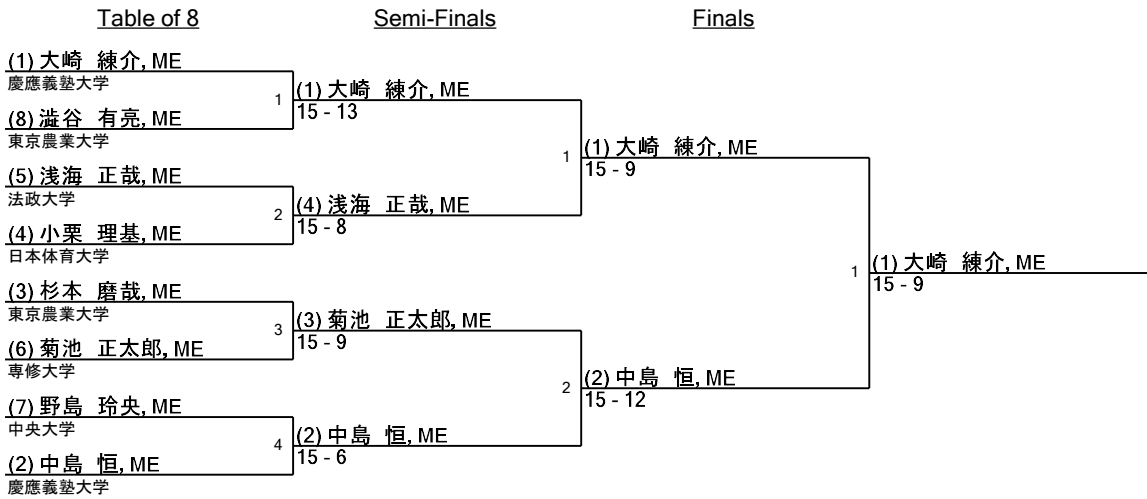 Table of 8
Semi-Finals
Finals
(1) 大崎 練介, ME
慶應義塾大学
1
(8) 澁谷 有亮, ME
東京農業大学
(1) 大崎 練介, ME
15 - 13
(5) 浅海 正哉, ME
法政大学
2
(4) 小栗 理基, ME
日本体育大学
(4) 浅海 正哉, ME
15 - 8
1
(1) 大崎 練介, ME
15 - 9
(3) 杉本 磨哉, ME
東京農業大学
3
(6) 菊池 正太郎, ME
専修大学
(3) 菊池 正太郎, ME
15 - 9
(7) 野島 玲央, ME
中央大学
4
(2) 中島 恒, ME
慶應義塾大学
(2) 中島 恒, ME
15 - 6
2
(2) 中島 恒, ME
15 - 12
1
(1) 大崎 練介, ME
15 - 9